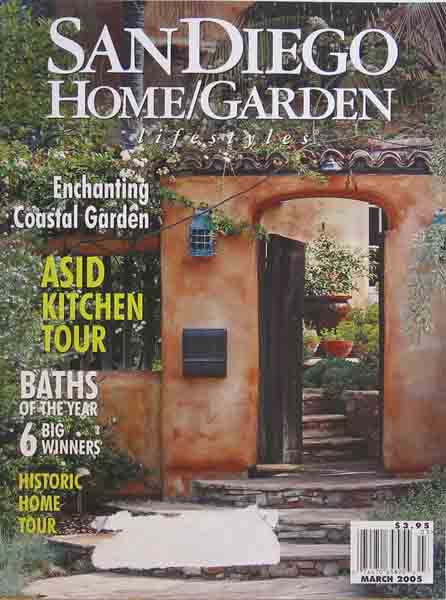 SAN DIEGO
HOME/GARDEN
lifestyles
Enchanting
Coastal Garden
ASID
KITCHEN
TOUR
BATHS
OF THE YEAR
6 BIG
WINNERS
HISTORIC
HOME
TOUR
$3.95
03>
MARCH 2005